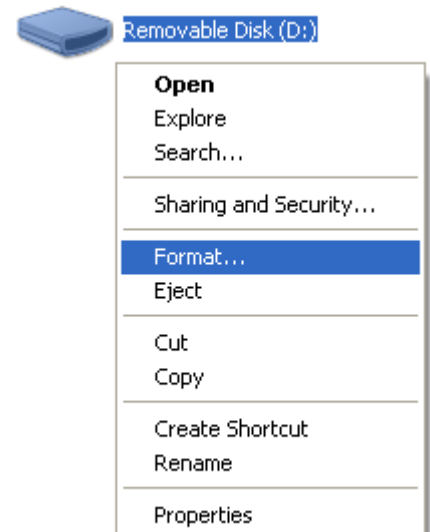 Removable Disk (D:)
Open
Explore
Search...
Sharing and Security...
Format...
Eject
Cut
Copy
Create Shortcut
Rename
Properties